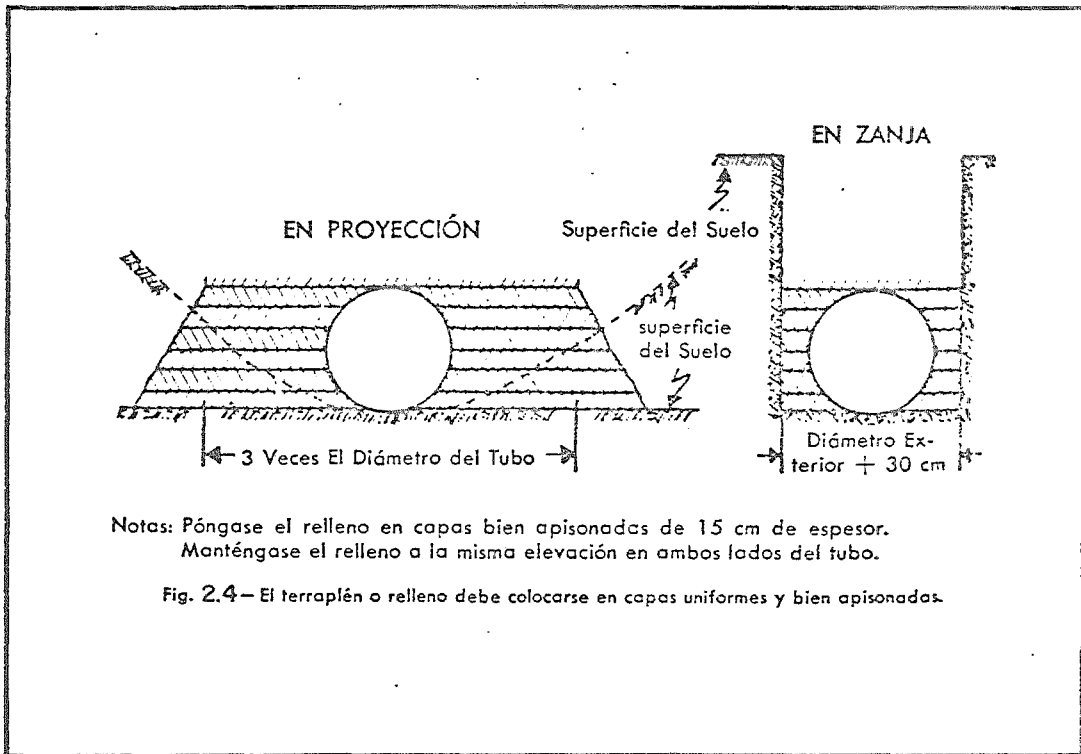 EN ZANJA
EN PROYECCIÓN
Superficie del Suelo
superficie
del Suelo
3 Veces El Diámetro del Tubo
Diámetro Ex-
terior + 30 cm
Notas: Póngase el relleno en capas bien apisonadas de 15 cm de espesor.
Manténgase el relleno a la misma elevación en ambos lados del tubo.
Fig. 2.4– El terraplén o relleno debe colocarse en capas uniformes y bien apisonadas.